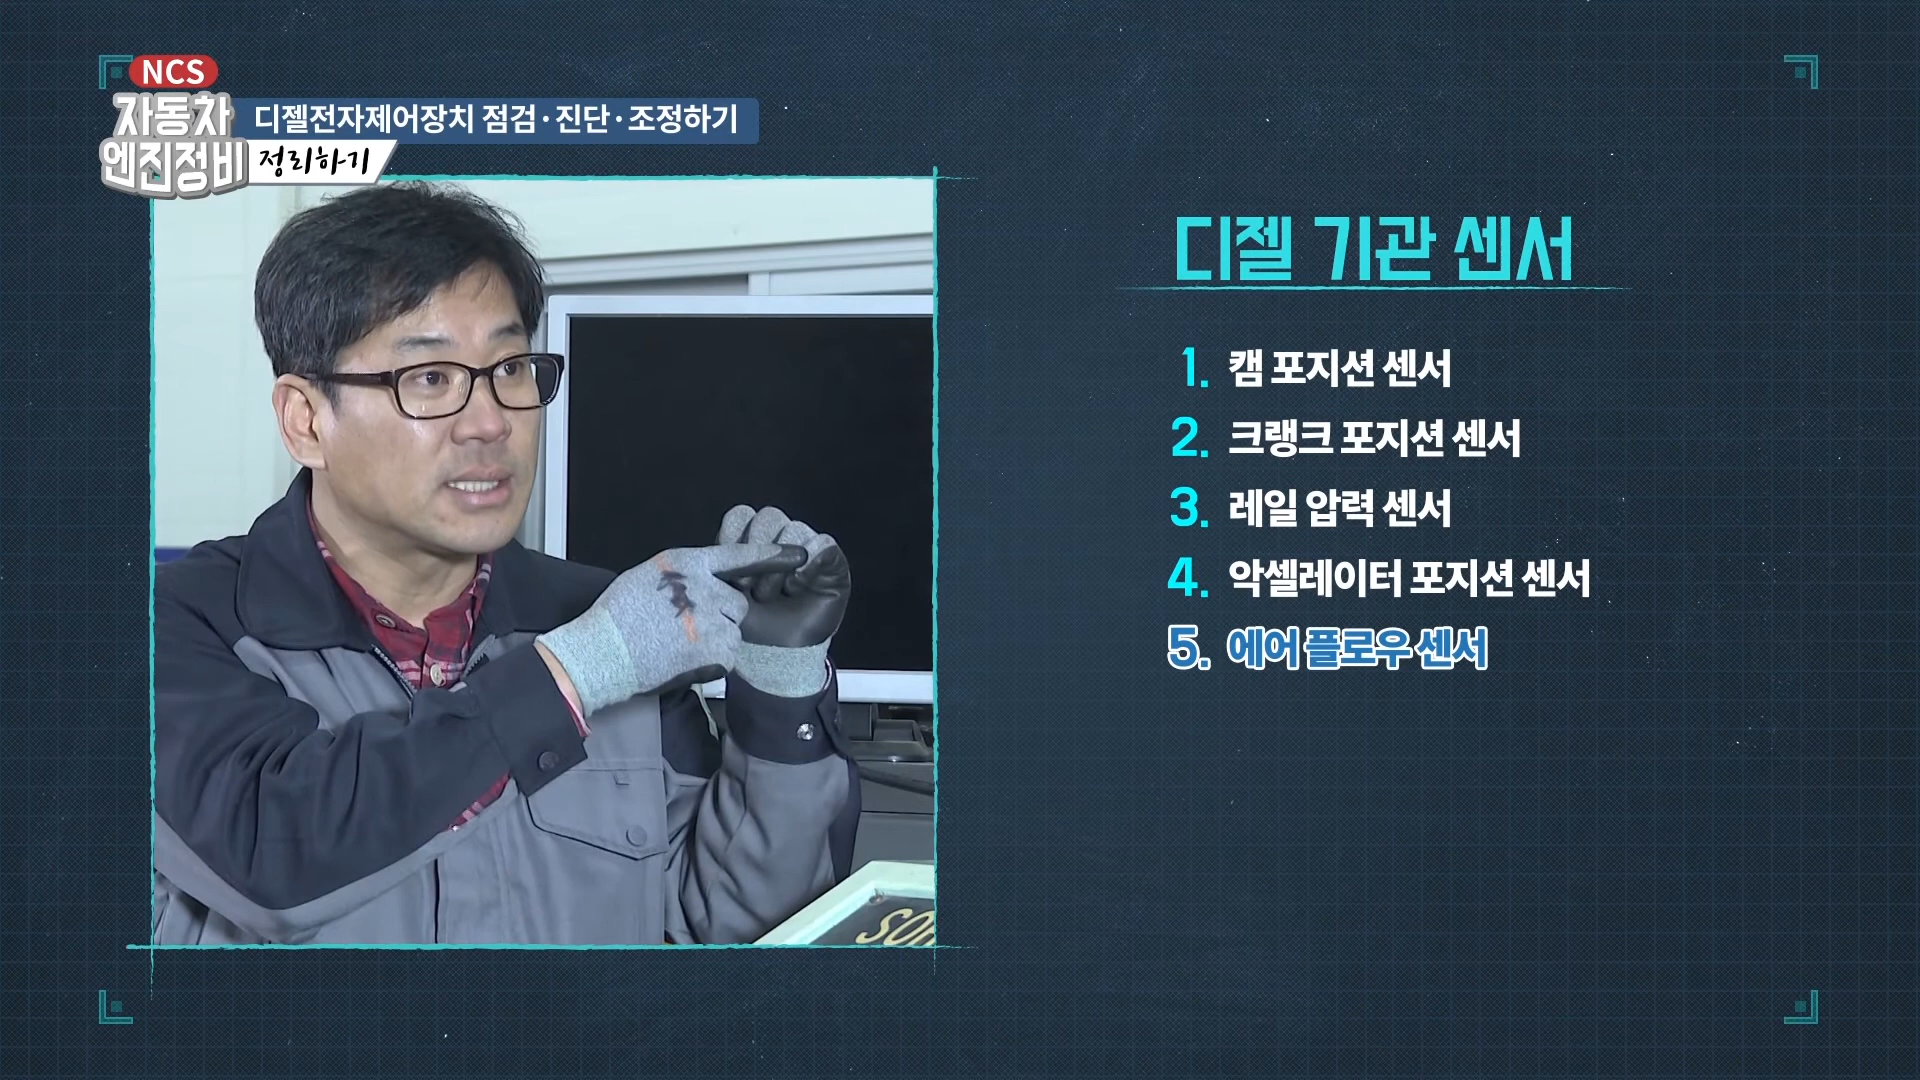 NCS
자동차
엔진정비
디젤전자제어장치 점검·진단·조정하기
정리하기
디젤 기관 센서
1. 캠 포지션 센서
2. 크랭크 포지션 센서
3. 레일 압력 센서
4. 악셀레이터 포지션 센서
5. 에어 플로우 센서